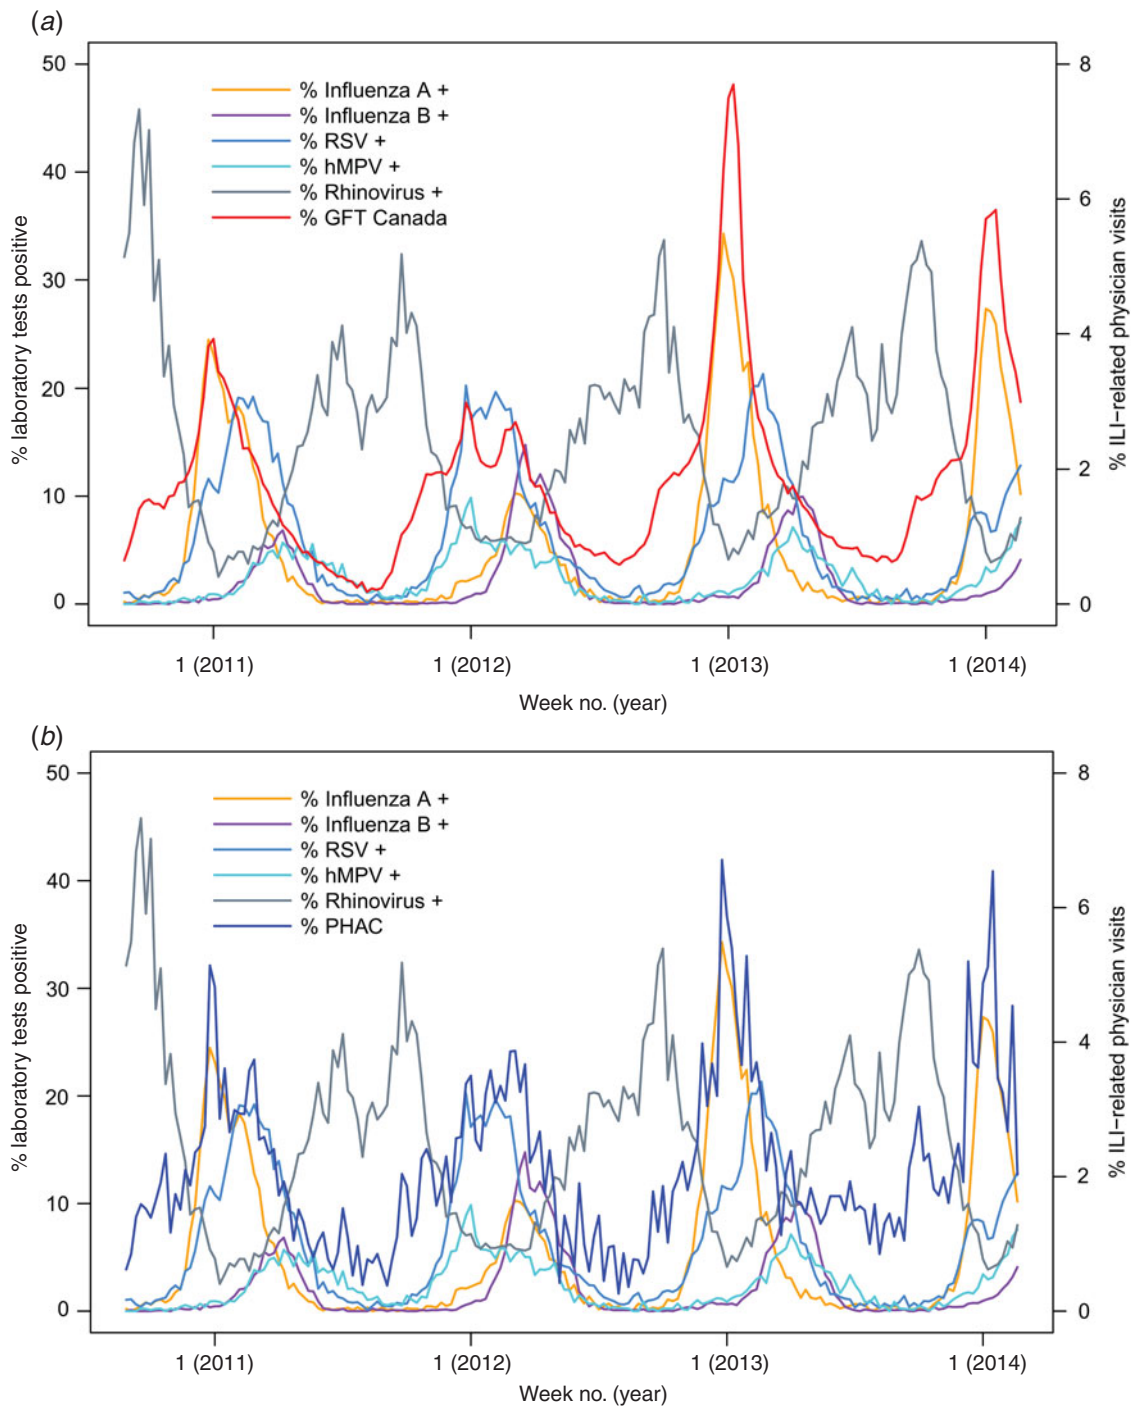 (a)
50
40
30
20
10
0
% laboratory tests positive
% Influenza A +
% Influenza B +
% RSV +
% hMPV +
% Rhinovirus +
% GFT Canada
8
6
4
2
0
% ILI−related physician visits
1 (2011)
1 (2012)
1 (2013)
1 (2014)
Week no. (year)
(b)
50
40
30
20
10
0
% laboratory tests positive
% Influenza A +
% Influenza B +
% RSV +
% hMPV +
% Rhinovirus +
% PHAC
8
6
4
2
0
% ILI−related physician visits
1 (2011)
1 (2012)
1 (2013)
1 (2014)
Week no. (year)